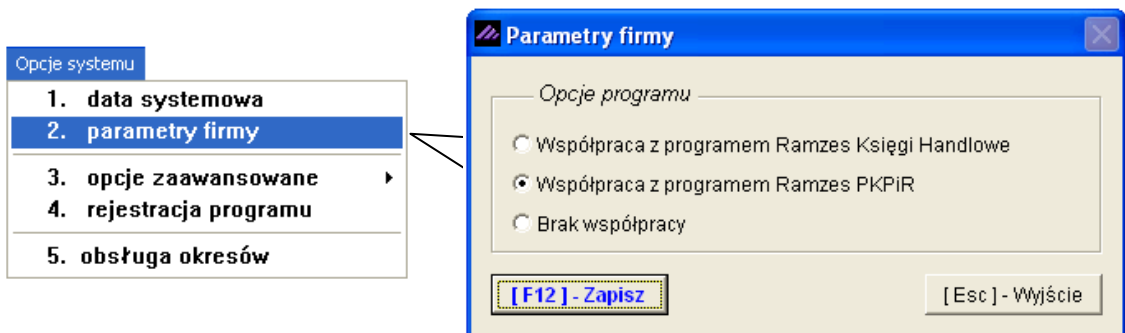 Opcje systemu
1. data systemowa
2. parametry firmy
3. opcje zaawansowane
4. rejestracja programu
5. obsługa okresów
Parametry firmy
Opcje programu
Współpraca z programem Ramzes Księgi Handlowe
Współpraca z programem Ramzes PKPiR
Brak współpracy
[ F12 ] - Zapisz
[ Esc ] - Wyjście